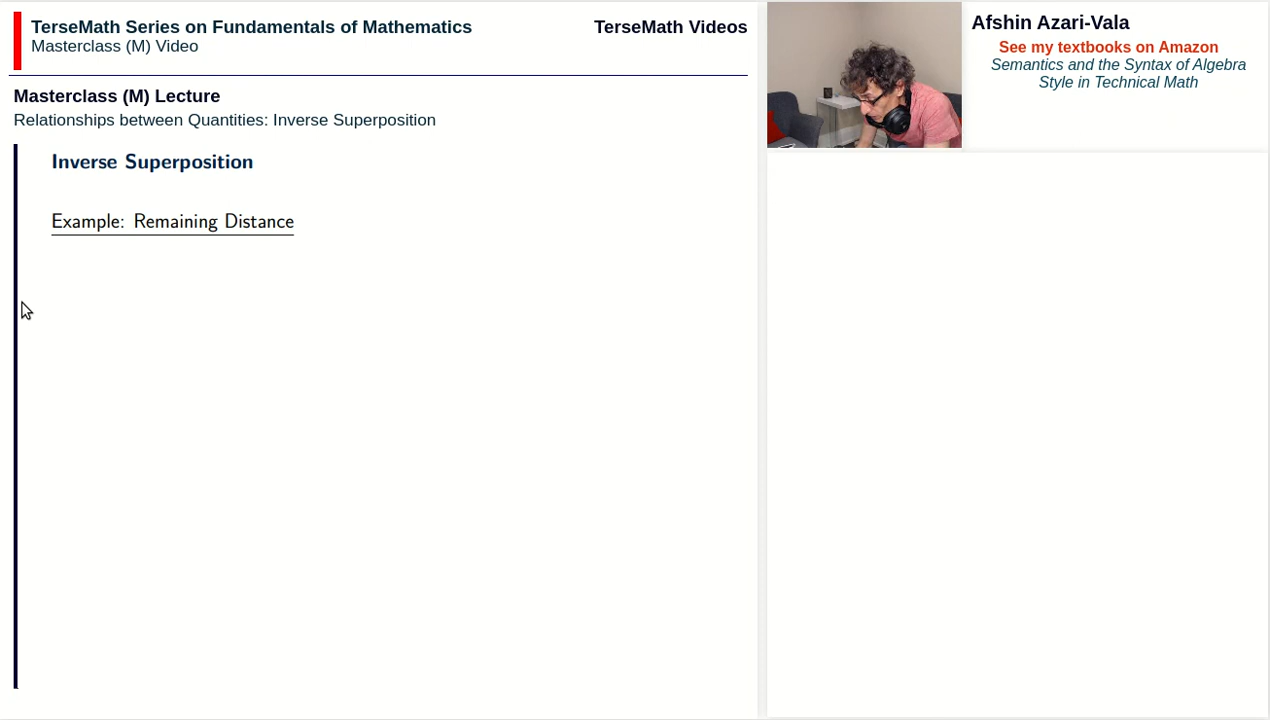 TerseMath Series on Fundamentals of Mathematics
Masterclass (M) Video
TerseMath Videos
Masterclass (M) Lecture
Relationships between Quantities: Inverse Superposition
Inverse Superposition
Example: Remaining Distance
Afshin Azari-Vala
See my textbooks on Amazon
Semantics and the Syntax of Algebra
Style in Technical Math